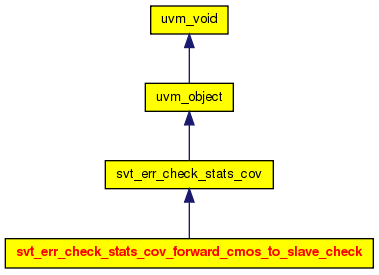 uvm_void
uvm_object
svt_err_check_stats_cov
svt_err_check_stats_cov_forward_cmos_to_slave_check